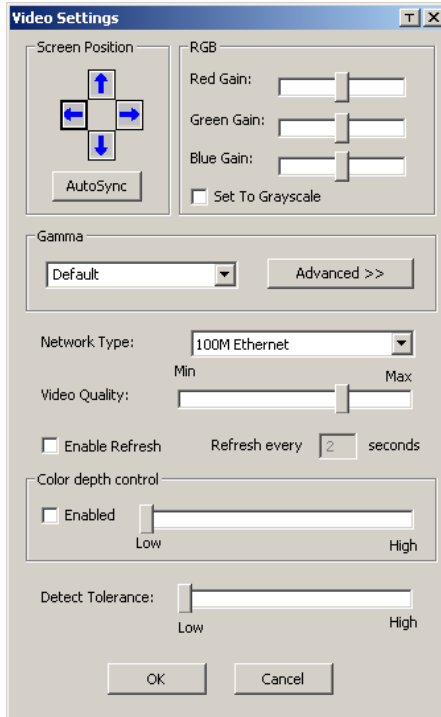 Video Settings
T X
Screen Position
AutoSync
RGB
Red Gain:
Green Gain:
Blue Gain:
Set To Grayscale
Gamma
Default
Advanced >>
Network Type:
100M Ethernet
Min
Max
Video Quality:
Enable Refresh
Refresh every 2 seconds
Color depth control
Enabled
Low
High
Detect Tolerance:
Low
High
OK
Cancel